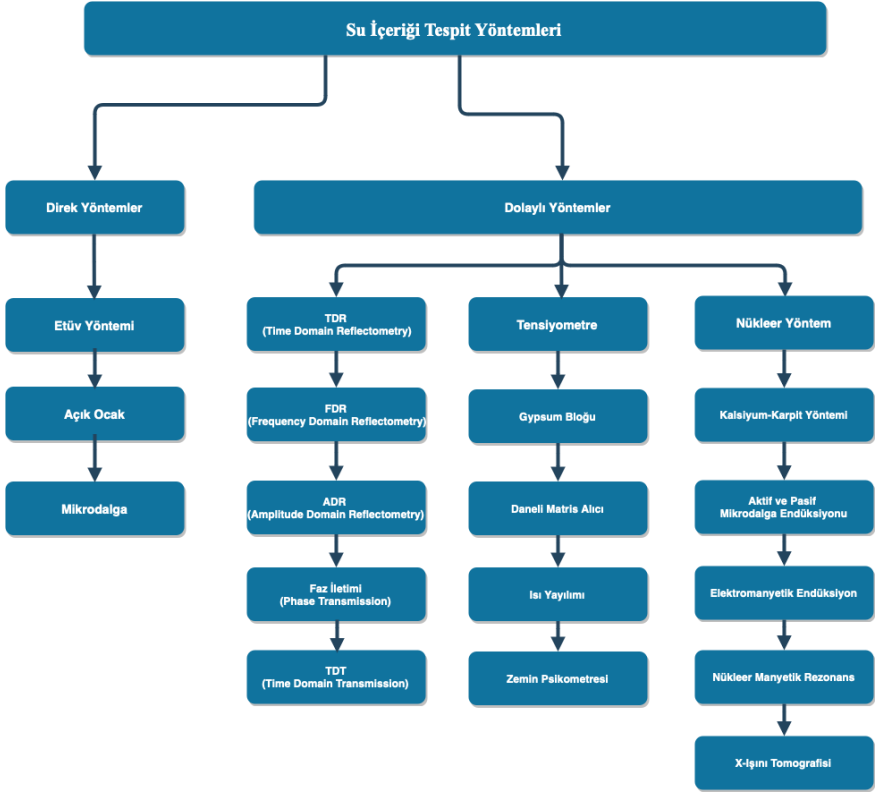 Su İçeriği Tespit Yöntemleri
Direk Yöntemler
Dolaylı Yöntemler
Etüv Yöntemi
Açık Ocak
Mikrodalga
TDR
(Time Domain Reflectometry)
FDR
(Frequency Domain Reflectometry)
ADR
(Amplitude Domain Reflectometry)
Faz İletimi
(Phase Transmission)
TDT
(Time Domain Transmission)
Tensiyometre
Gypsum Bloğu
Daneli Matris Alıcı
Isı Yayılımı
Zemin Psikometresi
Nükleer Yöntem
Kalsiyum-Karpit Yöntemi
Aktif ve Pasif
Mikrodalga Endüksiyonu
Elektromanyetik Endüksiyon
Nükleer Manyetik Rezonans
X-Işını Tomografisi